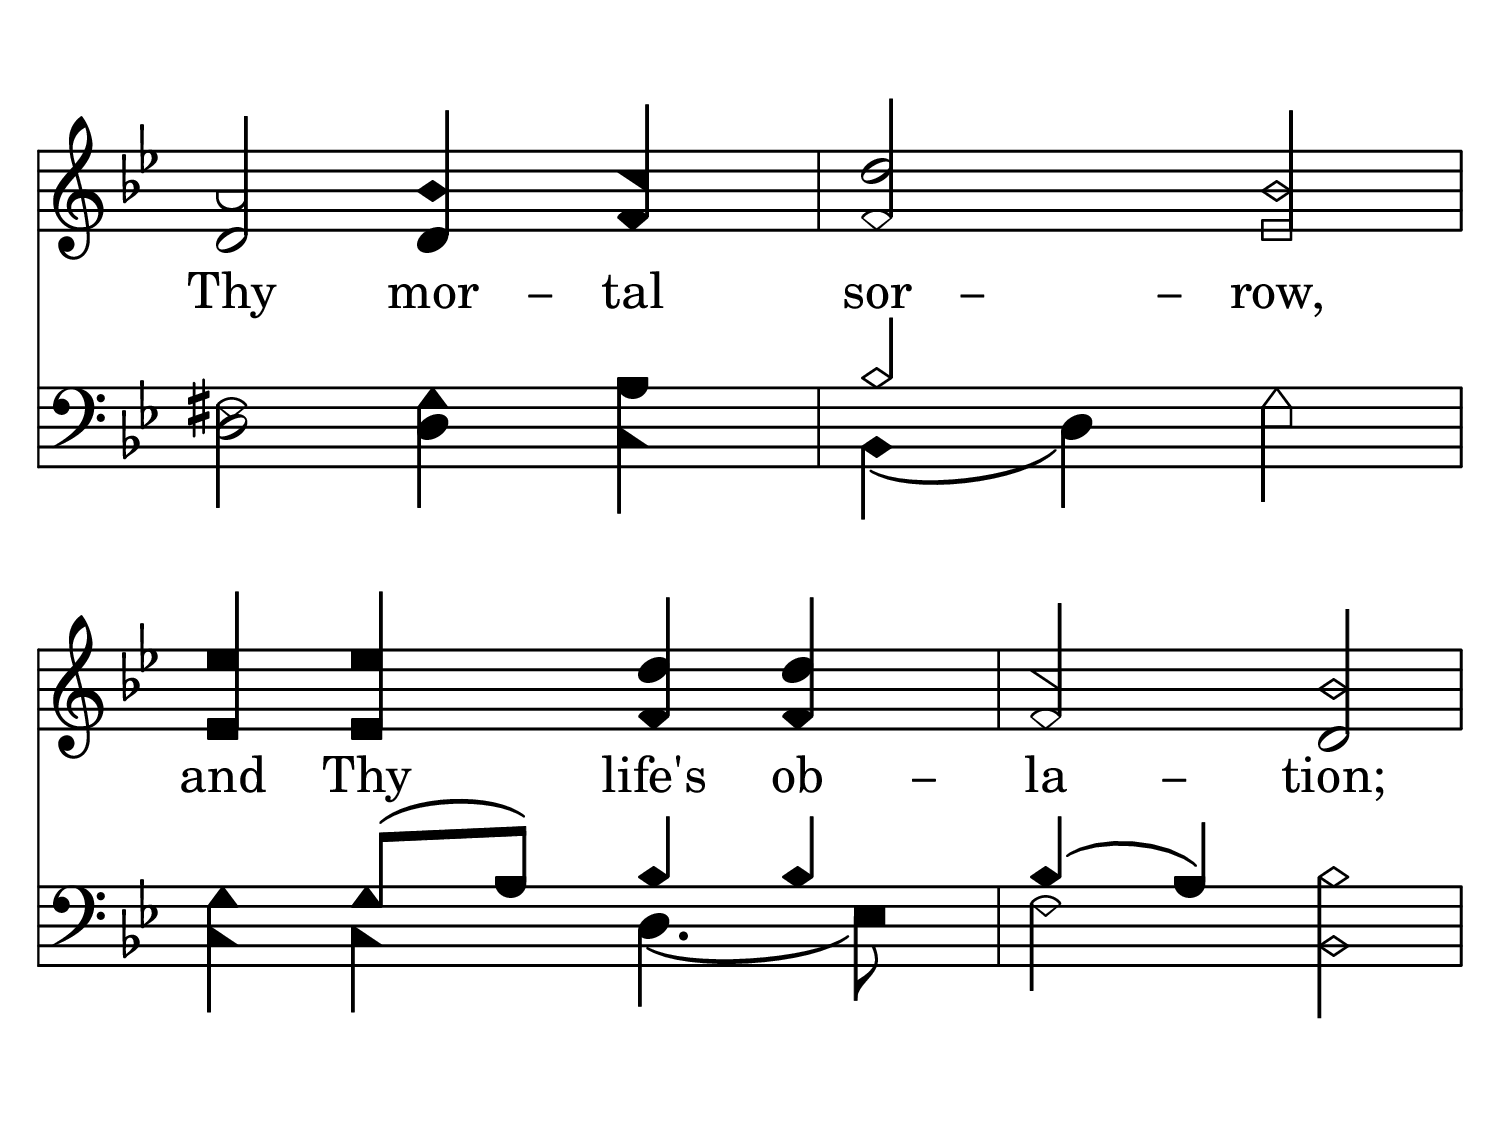 Thy mor – tal sor – – row,
and Thy life's ob – la – tion;